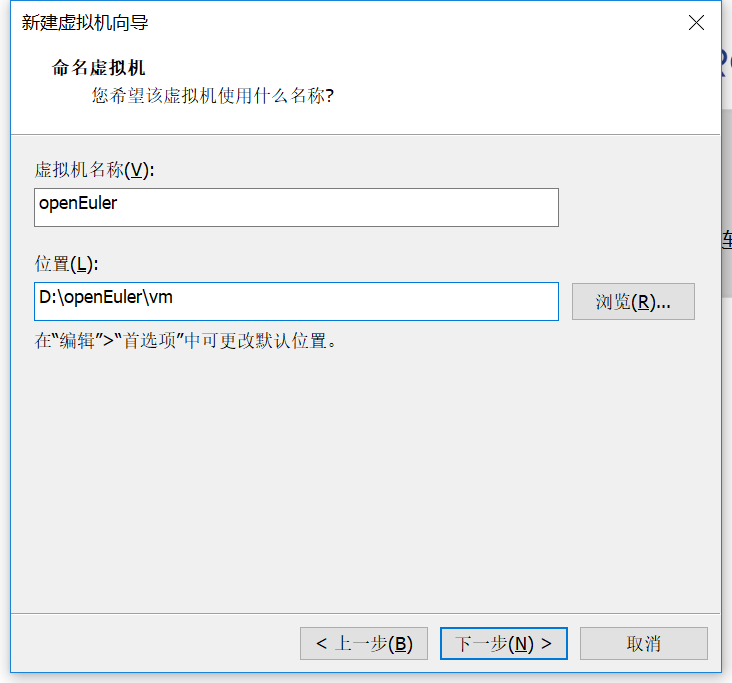 新建虚拟机向导
命名虚拟机
您希望该虚拟机使用什么名称?
虚拟机名称(V):
openEuler
位置(L):
D:\openEuler\vm
浏览(R)...
在“编辑”>“首选项”中可更改默认位置。
< 上一步(B)
下一步(N) >
取消